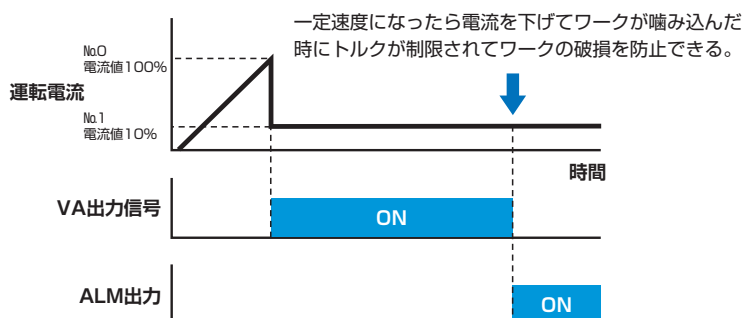 一定速度になったら電流を下げてワークが噛み込んだ
時にトルクが制限されてワークの破損を防止できる。
№0
電流値100%
運転電流
№1
電流値10%
時間
VA出力信号
ON
ALM出力
ON